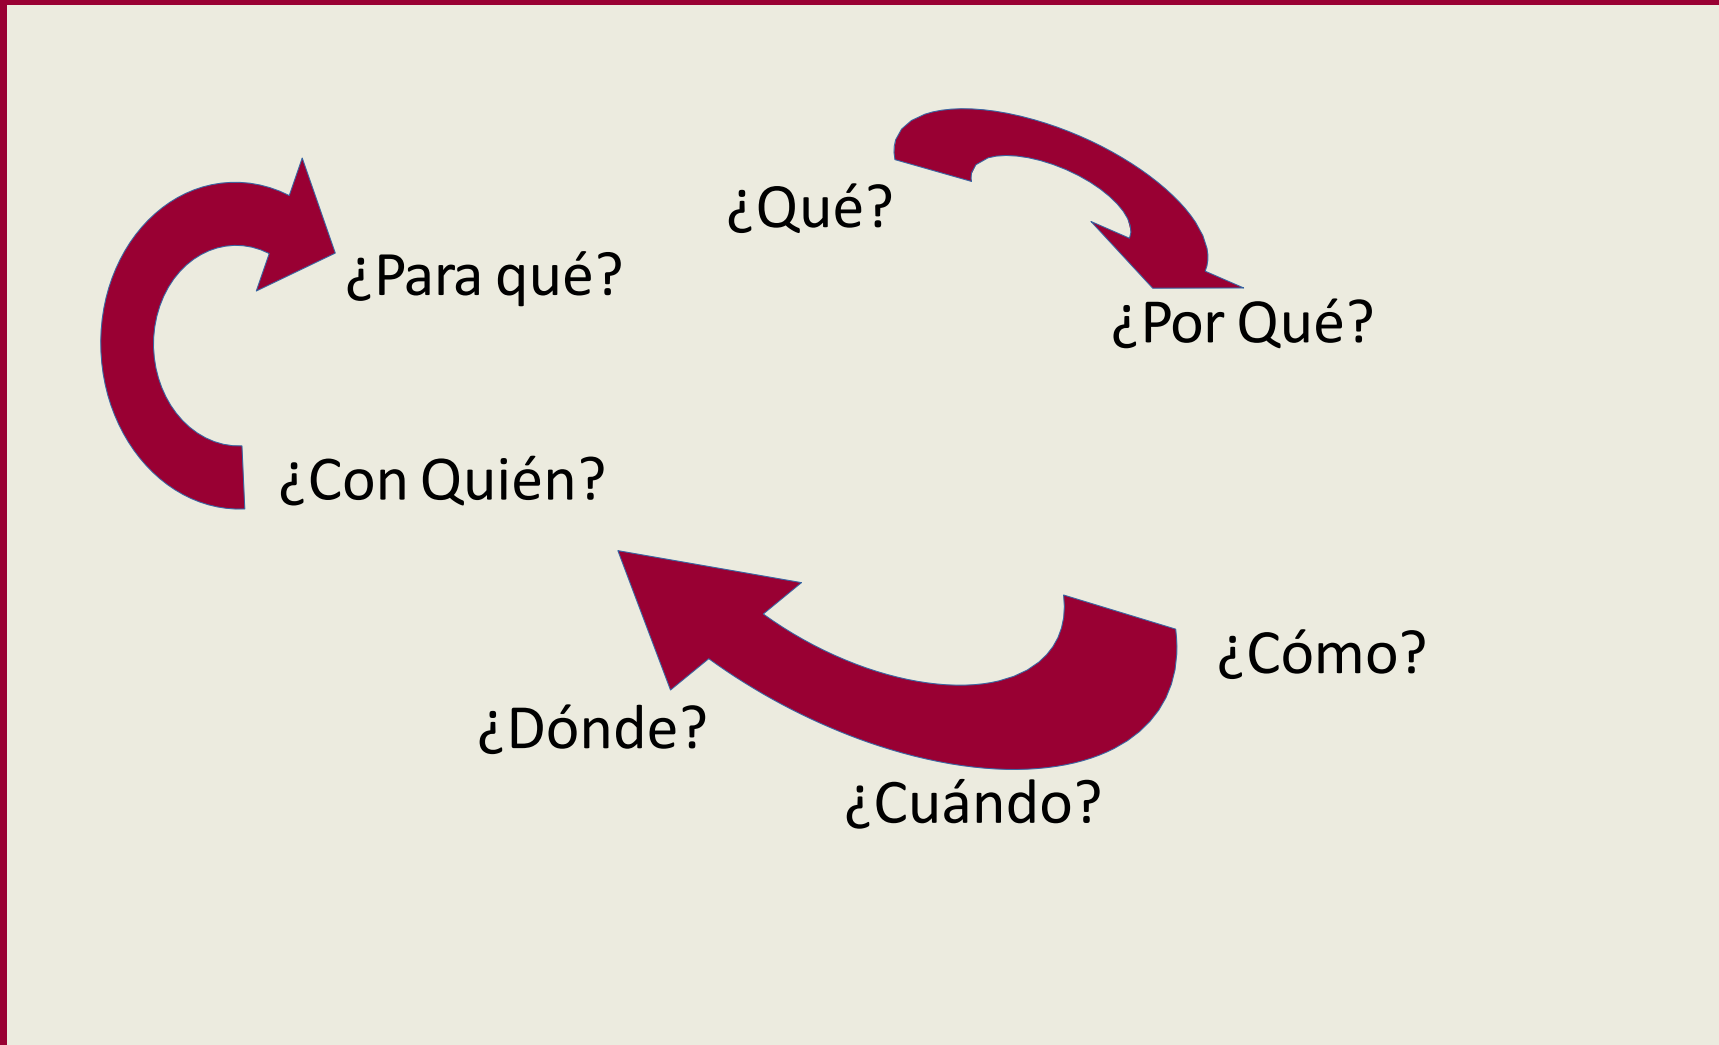 ¿Qué?
¿Para qué?
¿Por Qué?
¿Con Quién?
¿Cómo?
¿Dónde?
¿Cuándo?